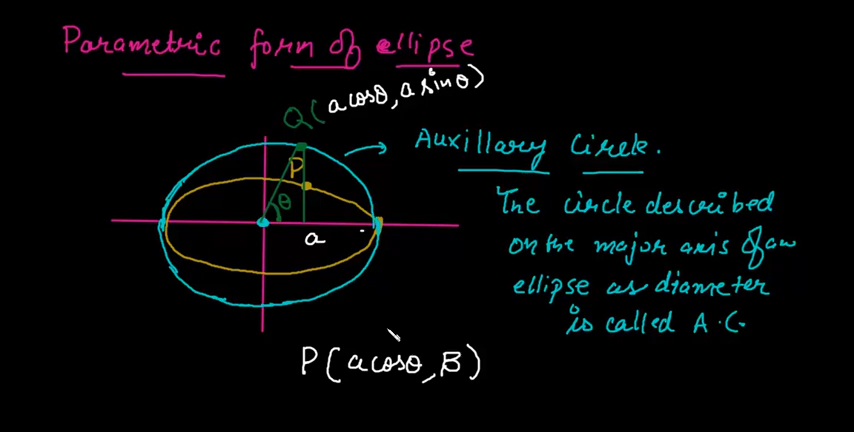 Parametric form of ellipse
Q(a cosθ, a sinθ)
Auxillary Circle.
P
θ
a
The circle described
on the major axis of an
ellipse as diameter
is called A.C.
P(a cosθ, β)